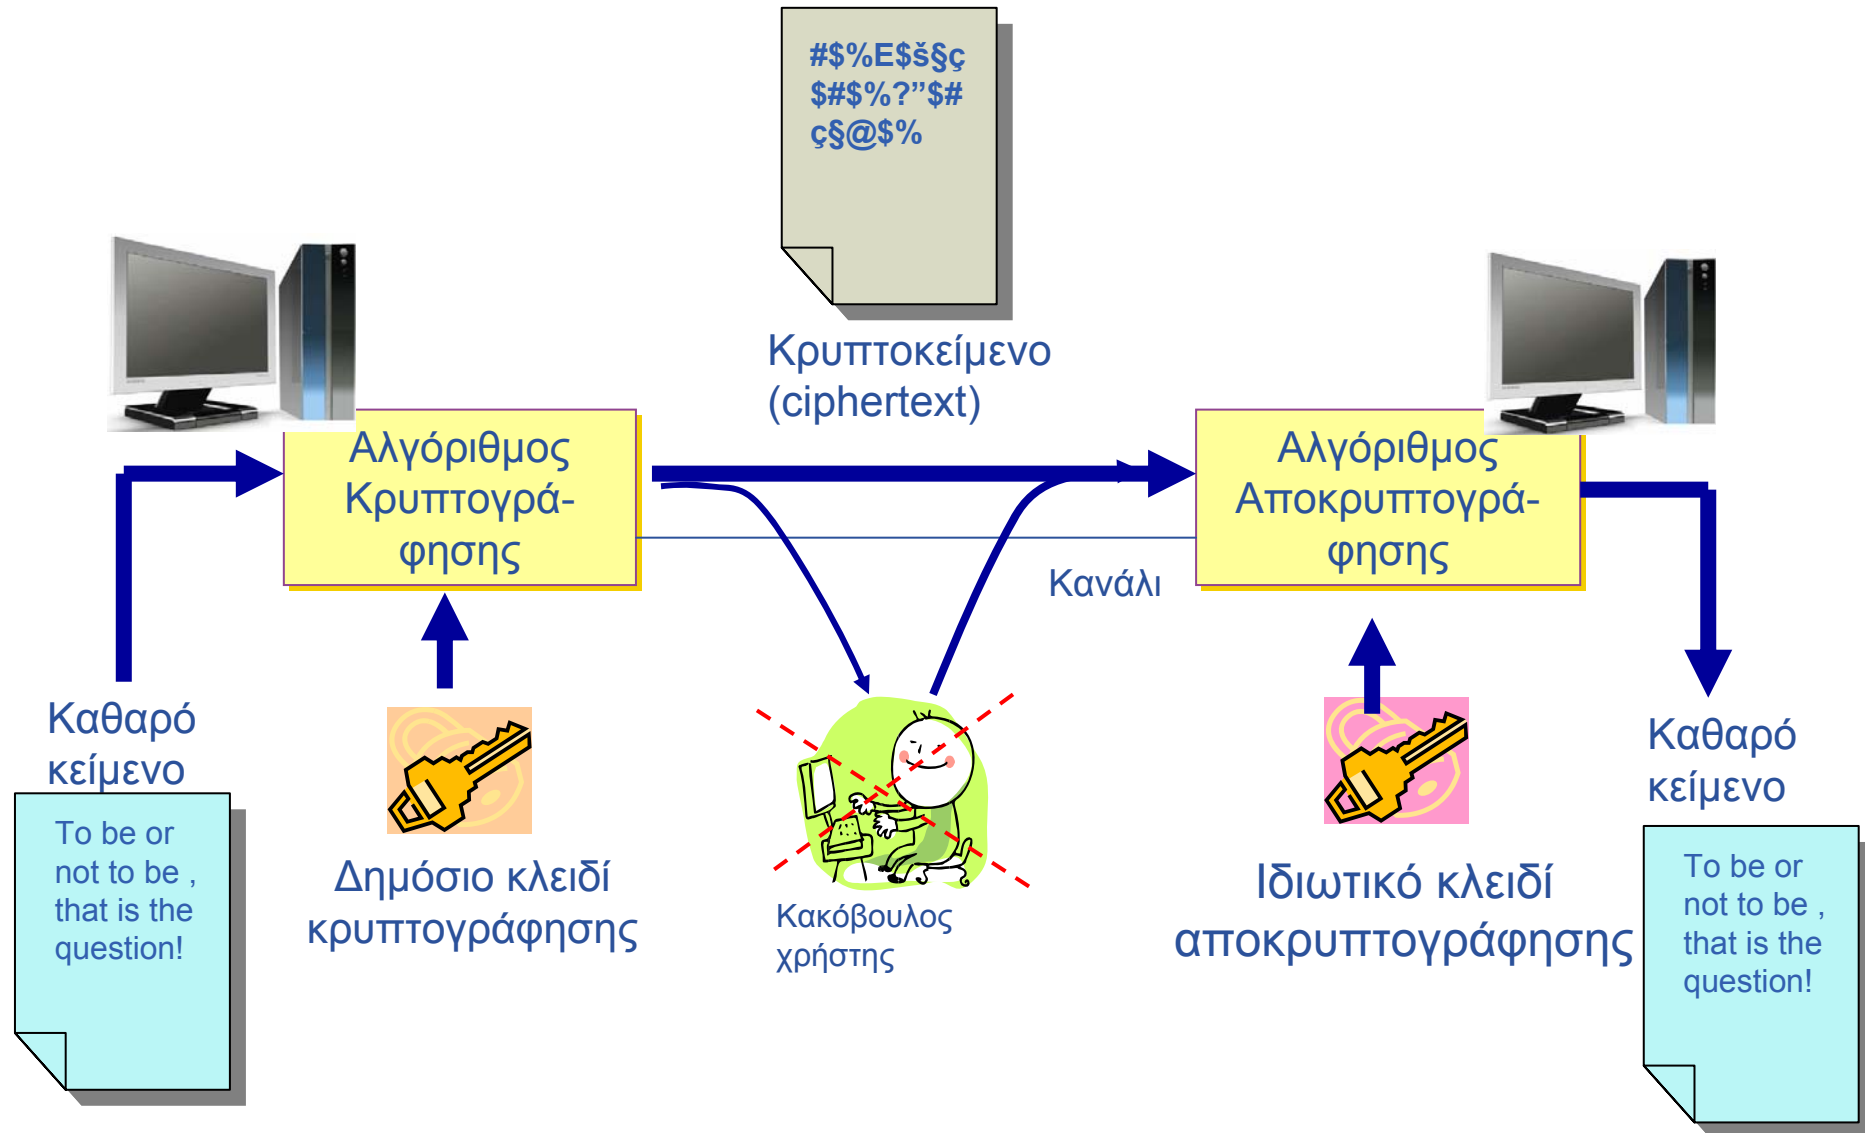 #$%E$š§ç
$#$%?”$#
ç§@$%
Κρυπτοκείμενο
(ciphertext)
Αλγόριθμος
Κρυπτογρά-
φησης
Αλγόριθμος
Αποκρυπτογρά-
φησης
Κανάλι
Καθαρό
κείμενο
To be or
not to be ,
that is the
question!
Δημόσιο κλειδί
κρυπτογράφησης
Κακόβουλος
χρήστης
Ιδιωτικό κλειδί
αποκρυπτογράφησης
Καθαρό
κείμενο
To be or
not to be ,
that is the
question!